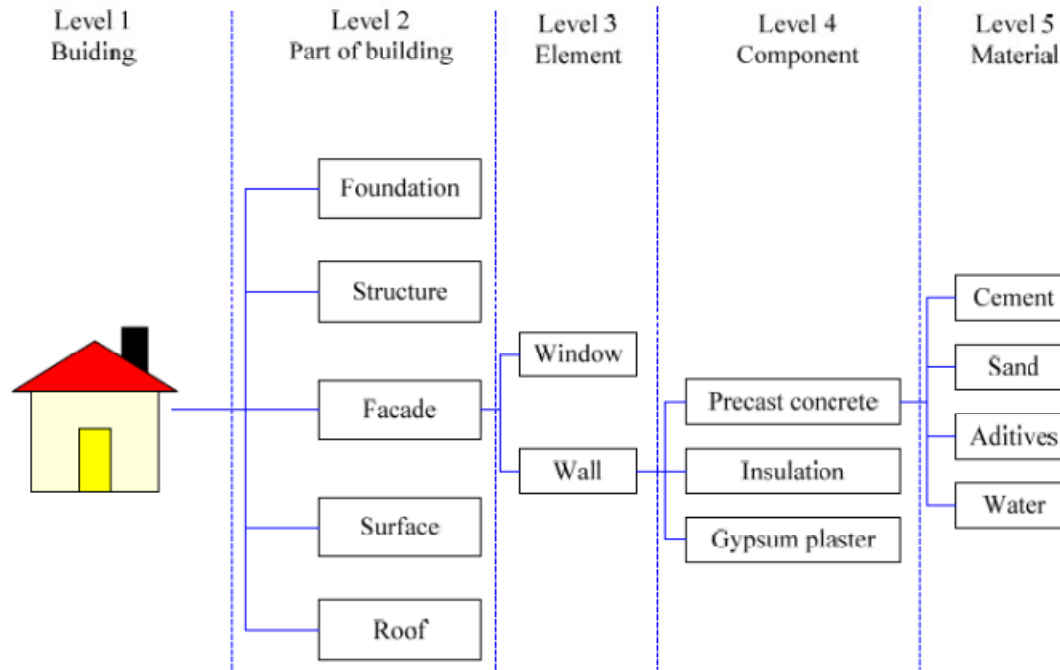 Level 1
Buiding
Level 2
Part of building
Level 3
Element
Level 4
Component
Level 5
Material
Foundation
Structure
Facade
Surface
Roof
Window
Wall
Precast concrete
Insulation
Gypsum plaster
Cement
Sand
Aditives
Water